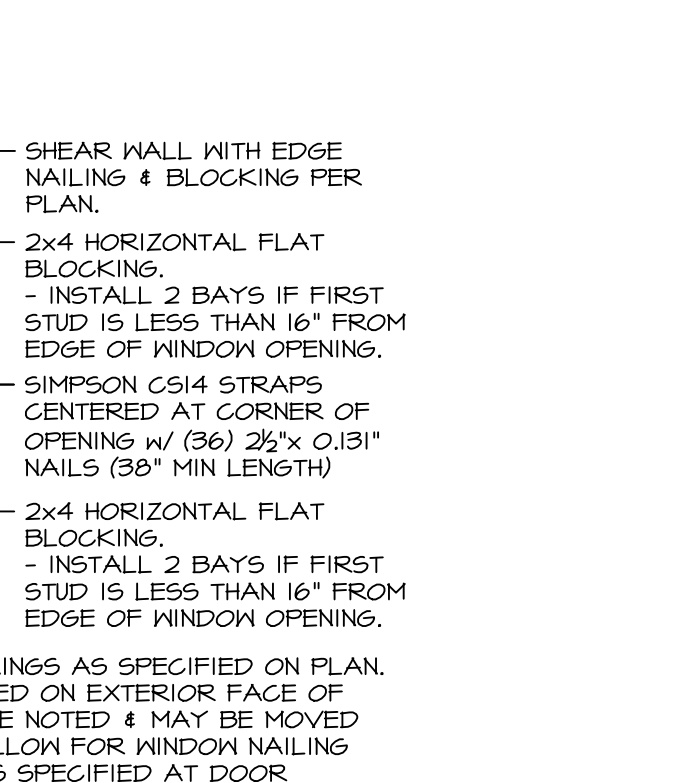 SHEAR WALL WITH EDGE
NAILING & BLOCKING PER
PLAN.
2x4 HORIZONTAL FLAT
BLOCKING.
- INSTALL 2 BAYS IF FIRST
STUD IS LESS THAN 16" FROM
EDGE OF WINDOW OPENING.
SIMPSON CS14 STRAPS
CENTERED AT CORNER OF
OPENING w/ (36) 2½"x 0.131"
NAILS (38" MIN LENGTH)
2x4 HORIZONTAL FLAT
BLOCKING.
- INSTALL 2 BAYS IF FIRST
STUD IS LESS THAN 16" FROM
EDGE OF WINDOW OPENING.
INGS AS SPECIFIED ON PLAN.
ED ON EXTERIOR FACE OF
E NOTED & MAY BE MOVED
LLOW FOR WINDOW NAILING
S SPECIFIED AT DOOR